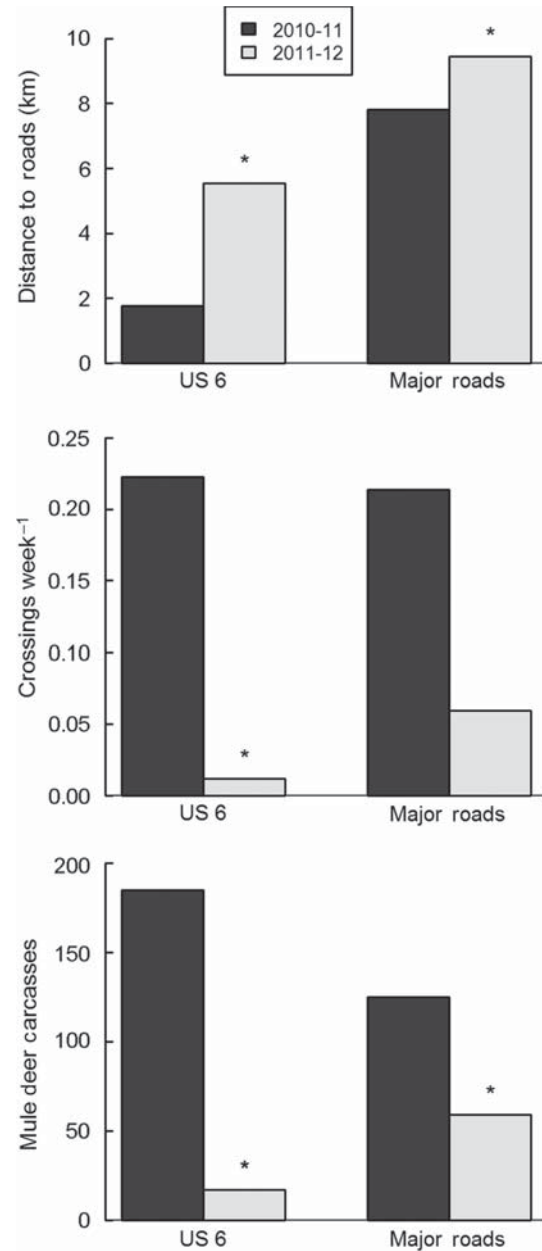 2010-11
2011-12
Distance to roads (km)
10
8
6
4
2
0
*
*
US 6
Major roads
Crossings week⁻¹
0.25
0.20
0.15
0.10
0.05
0.00
*
US 6
Major roads
Mule deer carcasses
200
150
100
50
0
*
*
US 6
Major roads